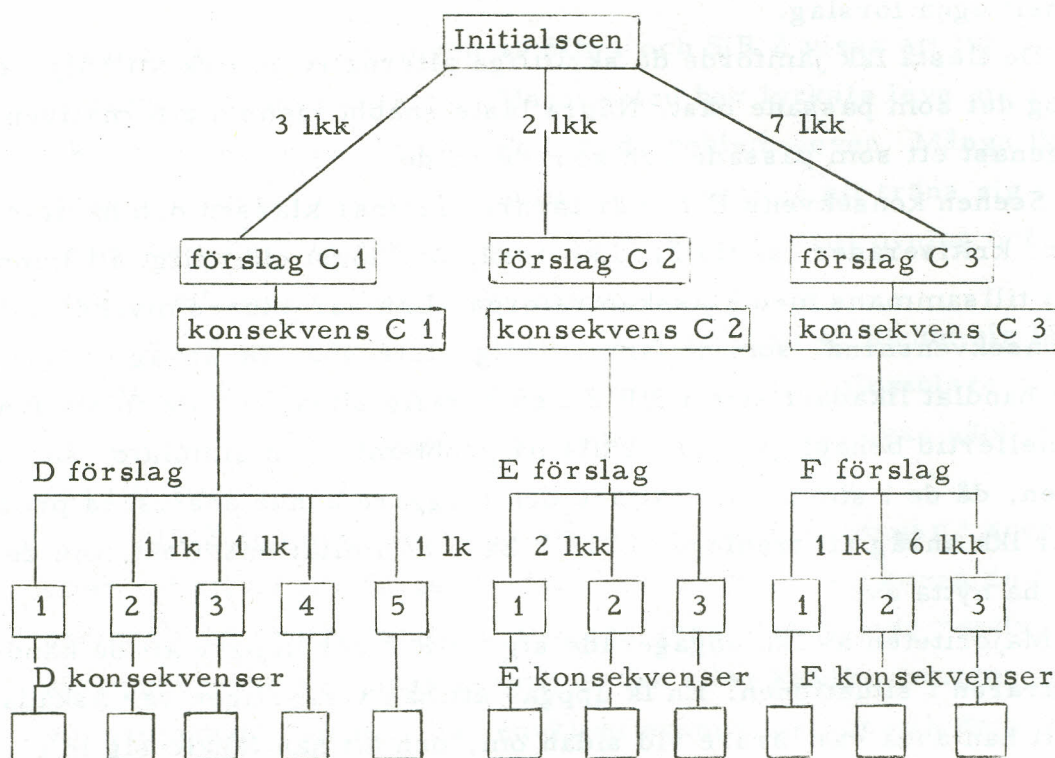 Initialscen
3 lkk 2 lkk 7 lkk
förslag C 1 förslag C 2 förslag C 3
konsekvens C 1 konsekvens C 2 konsekvens C 3
D förslag E förslag F förslag
1 lk 1 lk 1 lk 2 lkk 1 lk 6 lkk
1 2 3 4 5 1 2 3 1 2 3
D konsekvenser E konsekvenser F konsekvenser